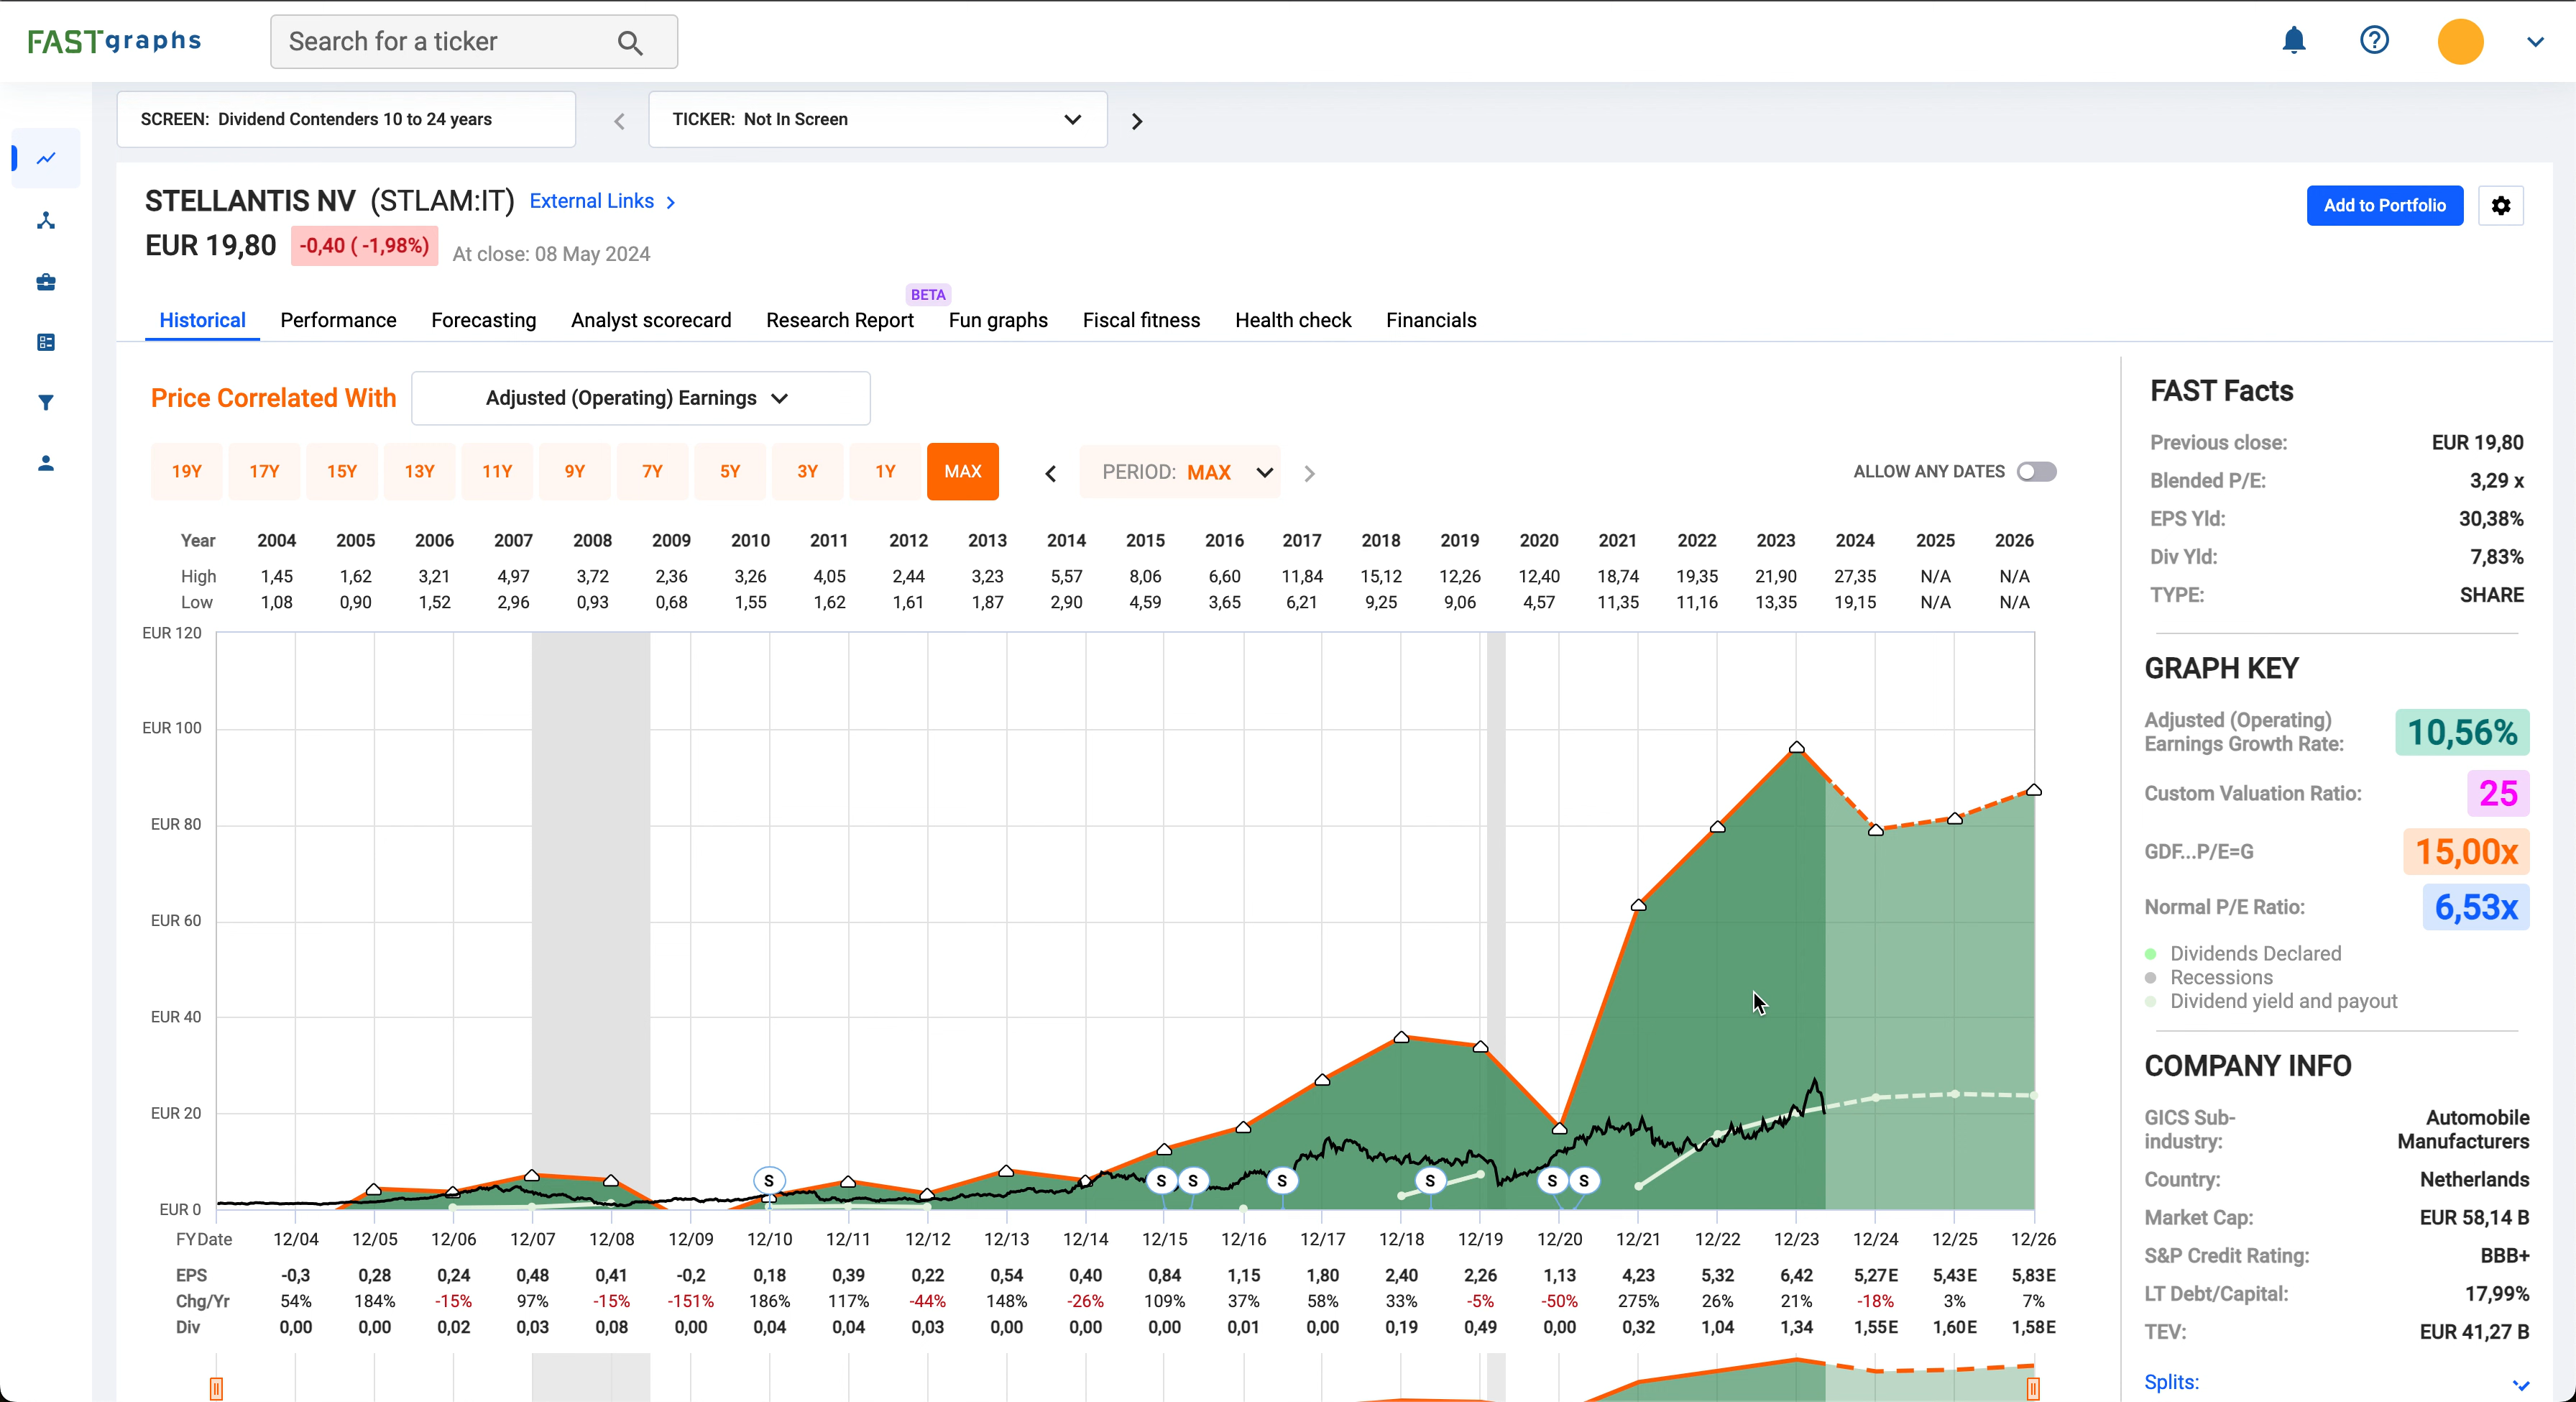 FASTgraphs
Search for a ticker
SCREEN: Dividend Contenders 10 to 24 years
TICKER: Not In Screen
STELLANTIS NV (STLAM:IT) External Links
Add to Portfolio
EUR 19,80 -0,40 ( -1,98%) At close: 08 May 2024
BETA
Historical Performance Forecasting Analyst scorecard Research Report Fun graphs Fiscal fitness Health check Financials
Price Correlated With Adjusted (Operating) Earnings
19Y 17Y 15Y 13Y 11Y 9Y 7Y 5Y 3Y 1Y MAX PERIOD: MAX ALLOW ANY DATES
Year 2004 2005 2006 2007 2008 2009 2010 2011 2012 2013 2014 2015 2016 2017 2018 2019 2020 2021 2022 2023 2024 2025 2026
High 1,45 1,62 3,21 4,97 3,72 2,36 3,26 4,05 2,44 3,23 5,57 8,06 6,60 11,84 15,12 12,26 12,40 18,74 19,35 21,90 27,35 N/A N/A
Low 1,08 0,90 1,52 2,96 0,93 0,68 1,55 1,62 1,61 1,87 2,90 4,59 3,65 6,21 9,25 9,06 4,57 11,35 11,16 13,35 19,15 N/A N/A
EUR 120
EUR 100
EUR 80
EUR 60
EUR 40
EUR 20
EUR 0
S S S S S S S
FYDate 12/04 12/05 12/06 12/07 12/08 12/09 12/10 12/11 12/12 12/13 12/14 12/15 12/16 12/17 12/18 12/19 12/20 12/21 12/22 12/23 12/24 12/25 12/26
EPS -0,3 0,28 0,24 0,48 0,41 -0,2 0,18 0,39 0,22 0,54 0,40 0,84 1,15 1,80 2,40 2,26 1,13 4,23 5,32 6,42 5,27E 5,43E 5,83E
Chg/Yr 54% 184% -15% 97% -15% -151% 186% 117% -44% 148% -26% 109% 37% 58% 33% -5% -50% 275% 26% 21% -18% 3% 7%
Div 0,00 0,00 0,02 0,03 0,08 0,00 0,04 0,04 0,03 0,00 0,00 0,00 0,01 0,00 0,19 0,49 0,00 0,32 1,04 1,34 1,55E 1,60E 1,58E
FAST Facts
Previous close: EUR 19,80
Blended P/E: 3,29 x
EPS Yld: 30,38%
Div Yld: 7,83%
TYPE: SHARE
GRAPH KEY
Adjusted (Operating)
Earnings Growth Rate: 10,56%
Custom Valuation Ratio: 25
GDF...P/E=G 15,00x
Normal P/E Ratio: 6,53x
Dividends Declared
Recessions
Dividend yield and payout
COMPANY INFO
GICS Sub- Automobile
industry: Manufacturers
Country: Netherlands
Market Cap: EUR 58,14 B
S&P Credit Rating: BBB+
LT Debt/Capital: 17,99%
TEV: EUR 41,27 B
Splits: